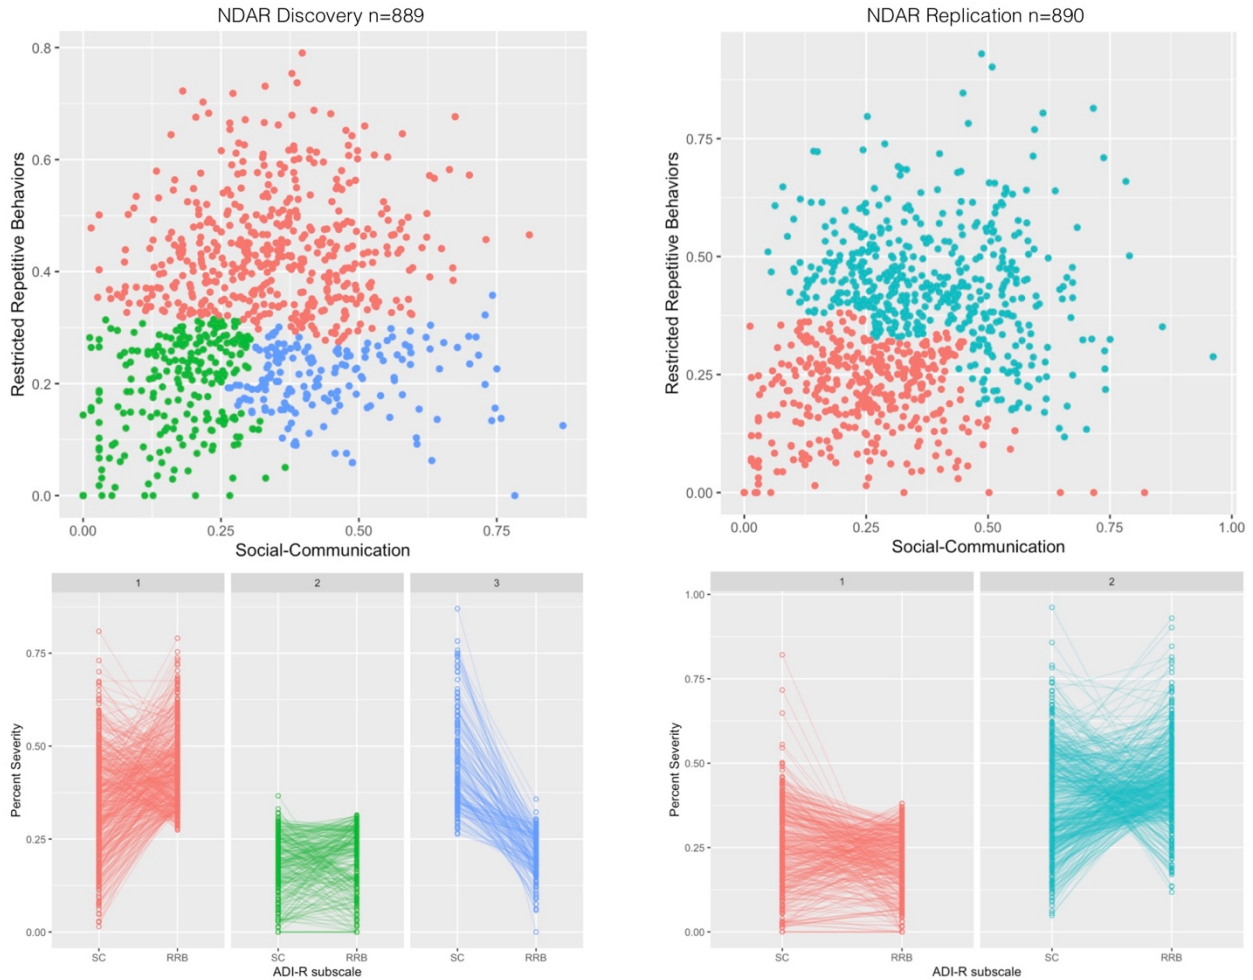 NDAR Discovery n=889
0.8
0.6
0.4
0.2
0.0
Restricted Repetitive Behaviors
0.00 0.25 0.50 0.75
Social-Communication
NDAR Replication n=890
0.75
0.50
0.25
0.00
Restricted Repetitive Behaviors
0.00 0.25 0.50 0.75 1.00
Social-Communication
1 2 3
0.75
0.50
0.25
0.00
Percent Severity
SC RRB SC RRB SC RRB
ADI-R subscale
1 2
1.00
0.75
0.50
0.25
0.00
Percent Severity
SC RRB SC RRB
ADI-R subscale